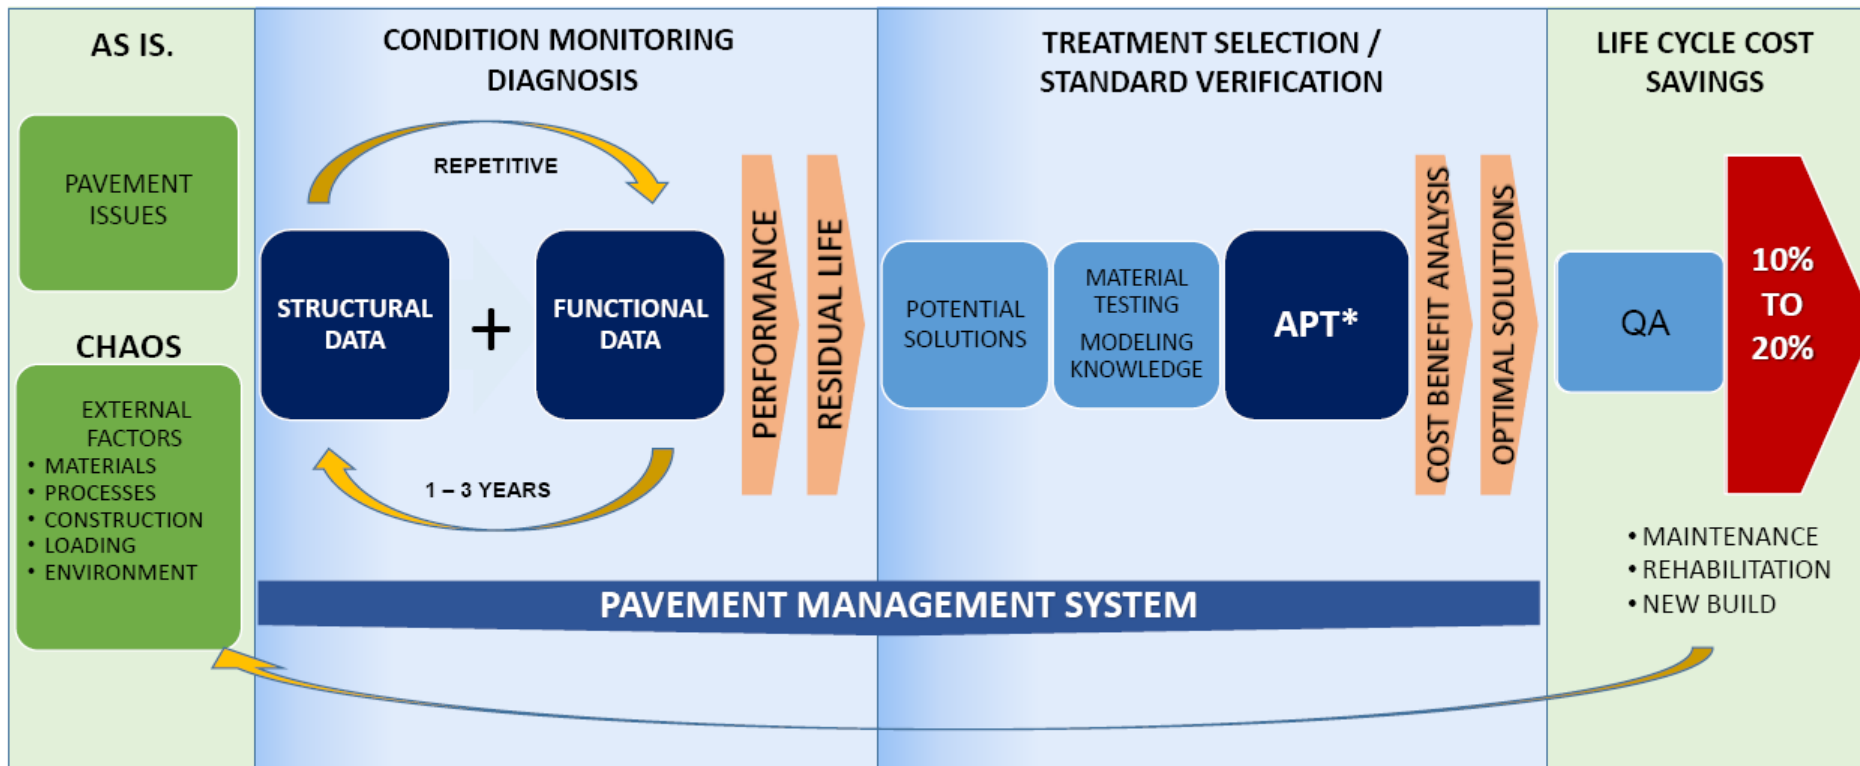 AS IS.
PAVEMENT
ISSUES
CHAOS
EXTERNAL
FACTORS
• MATERIALS
• PROCESSES
• CONSTRUCTION
• LOADING
• ENVIRONMENT
CONDITION MONITORING
DIAGNOSIS
REPETITIVE
STRUCTURAL
DATA
+
FUNCTIONAL
DATA
1 – 3 YEARS
PERFORMANCE
RESIDUAL LIFE
TREATMENT SELECTION /
STANDARD VERIFICATION
POTENTIAL
SOLUTIONS
MATERIAL
TESTING
MODELING
KNOWLEDGE
APT*
COST BENEFIT ANALYSIS
OPTIMAL SOLUTIONS
PAVEMENT MANAGEMENT SYSTEM
LIFE CYCLE COST
SAVINGS
QA
10%
TO
20%
• MAINTENANCE
• REHABILITATION
• NEW BUILD